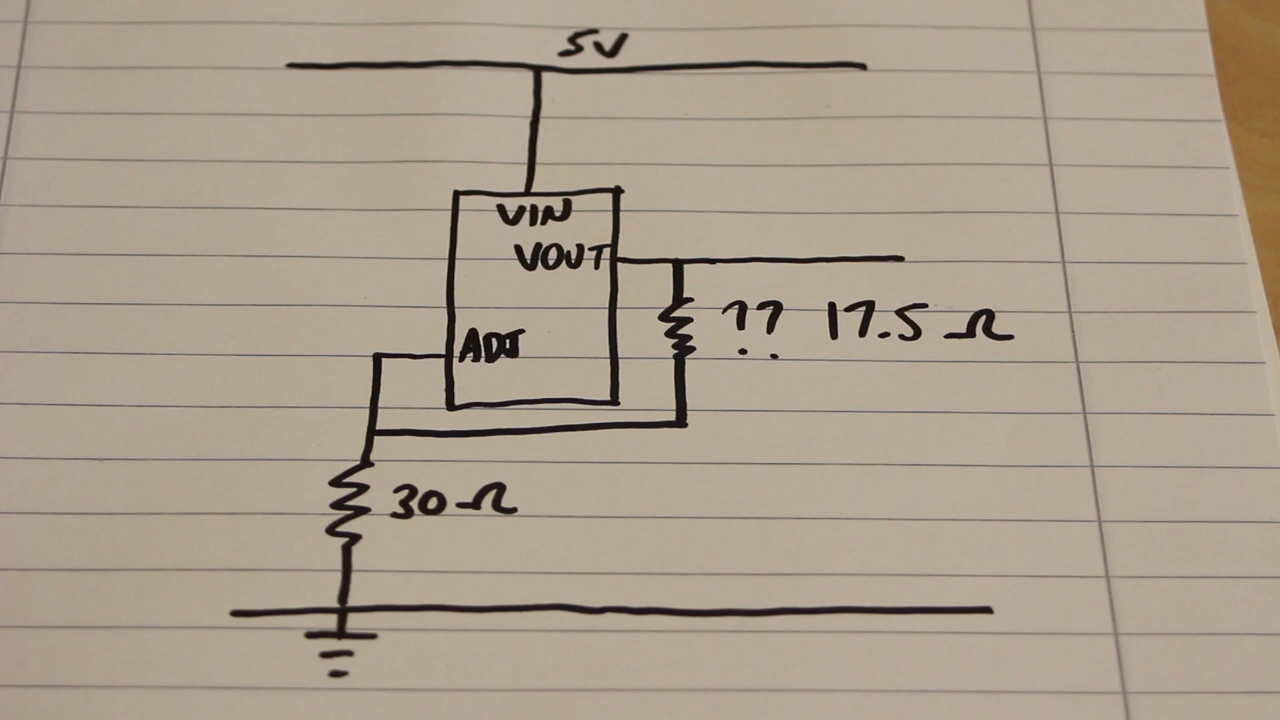 5V
VIN
VOUT
?? 17.5 Ω
ADJ
30 Ω